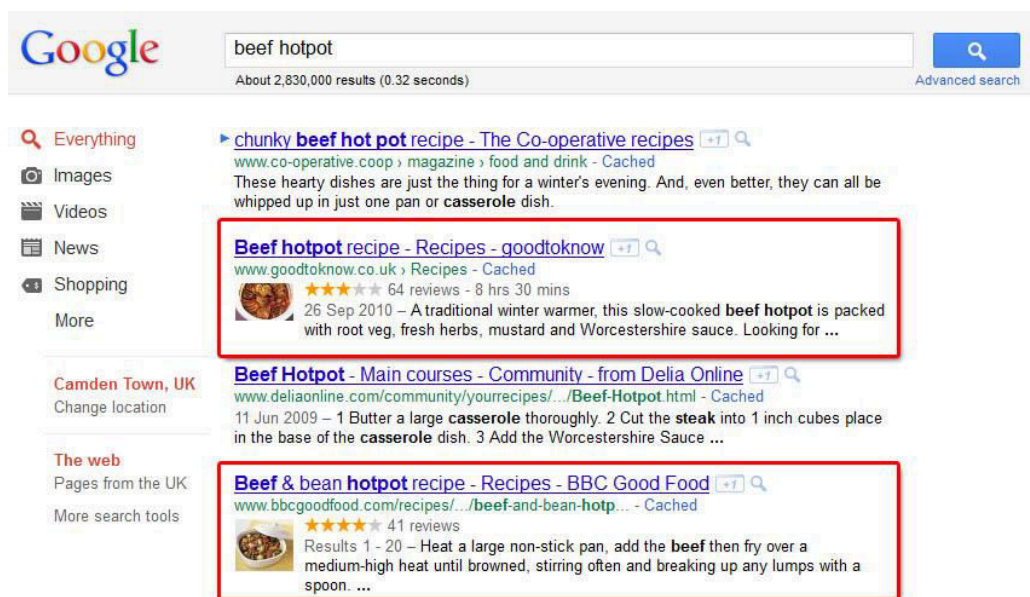 Google
beef hotpot
About 2,830,000 results (0.32 seconds)
Advanced search
Everything
Images
Videos
News
Shopping
More
Camden Town, UK
Change location
The web
Pages from the UK
More search tools
chunky beef hot pot recipe - The Co-operative recipes +1
www.co-operative.coop › magazine › food and drink - Cached
These hearty dishes are just the thing for a winter's evening. And, even better, they can all be
whipped up in just one pan or casserole dish.
Beef hotpot recipe - Recipes - goodtoknow +1
www.goodtoknow.co.uk › Recipes - Cached
64 reviews - 8 hrs 30 mins
26 Sep 2010 – A traditional winter warmer, this slow-cooked beef hotpot is packed
with root veg, fresh herbs, mustard and Worcestershire sauce. Looking for ...
Beef Hotpot - Main courses - Community - from Delia Online +1
www.deliaonline.com/community/yourrecipes/.../Beef-Hotpot.html - Cached
11 Jun 2009 – 1 Butter a large casserole thoroughly. 2 Cut the steak into 1 inch cubes place
in the base of the casserole dish. 3 Add the Worcestershire Sauce ...
Beef & bean hotpot recipe - Recipes - BBC Good Food +1
www.bbcgoodfood.com/recipes/.../beef-and-bean-hotp... - Cached
41 reviews
Results 1 - 20 – Heat a large non-stick pan, add the beef then fry over a
medium-high heat until browned, stirring often and breaking up any lumps with a
spoon. ...